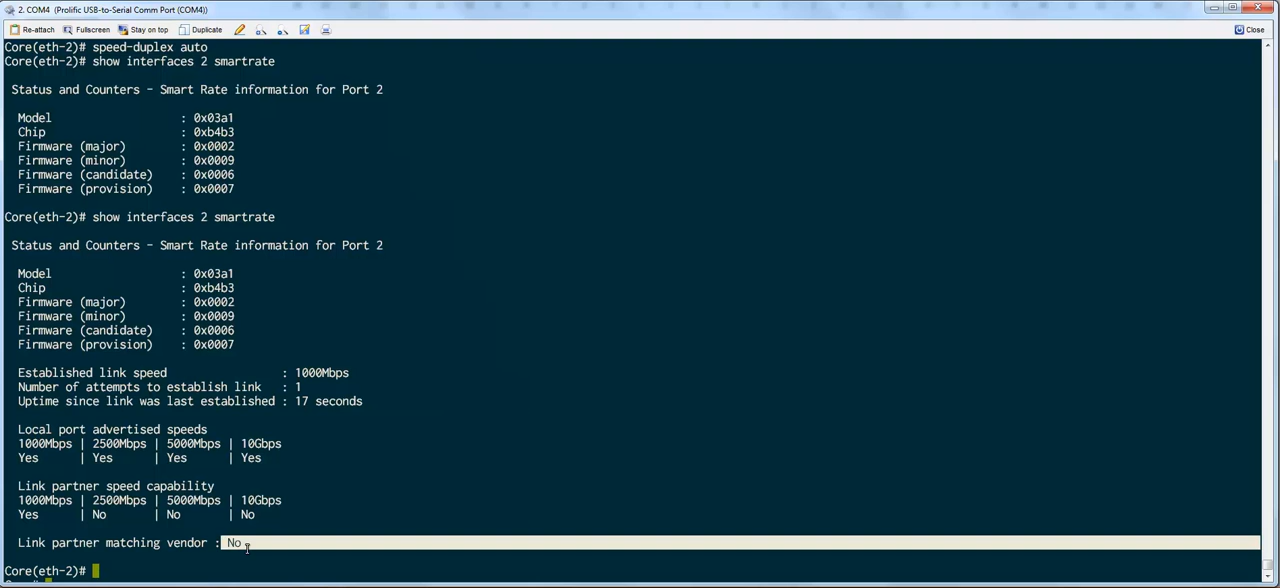 2. COM4 (Prolific USB-to-Serial Comm Port (COM4))
Re-attach Fullscreen Stay on top Duplicate Close
Core(eth-2)# speed-duplex auto
Core(eth-2)# show interfaces 2 smartrate
Status and Counters - Smart Rate information for Port 2
Model : 0x03a1
Chip : 0xb4b3
Firmware (major) : 0x0002
Firmware (minor) : 0x0009
Firmware (candidate) : 0x0006
Firmware (provision) : 0x0007
Core(eth-2)# show interfaces 2 smartrate
Status and Counters - Smart Rate information for Port 2
Model : 0x03a1
Chip : 0xb4b3
Firmware (major) : 0x0002
Firmware (minor) : 0x0009
Firmware (candidate) : 0x0006
Firmware (provision) : 0x0007
Established link speed : 1000Mbps
Number of attempts to establish link : 1
Uptime since link was last established : 17 seconds
Local port advertised speeds
1000Mbps | 2500Mbps | 5000Mbps | 10Gbps
Yes | Yes | Yes | Yes
Link partner speed capability
1000Mbps | 2500Mbps | 5000Mbps | 10Gbps
Yes | No | No | No
Link partner matching vendor : No
Core(eth-2)#